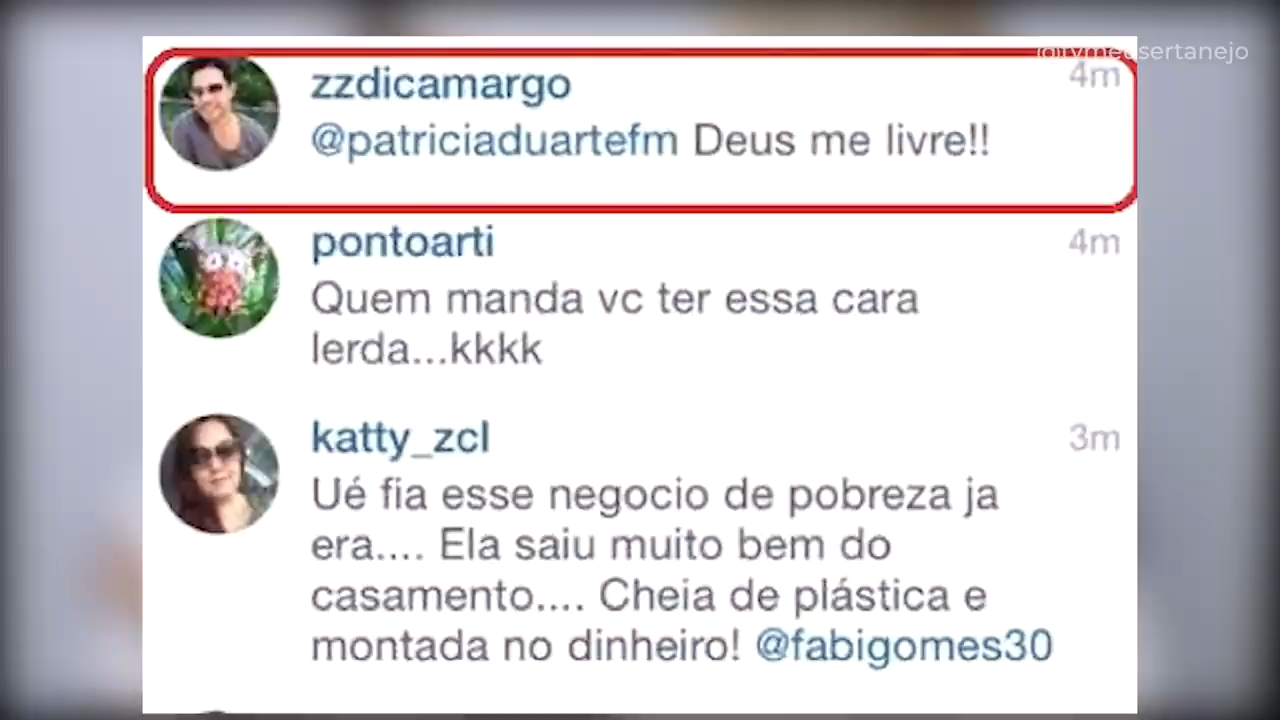 zzdicamargo
4m
@patriciaduartefm Deus me livre!!
pontoarti
4m
Quem manda vc ter essa cara
lerda...kkkk
katty_zcl
3m
Ué fia esse negocio de pobreza ja
era.... Ela saiu muito bem do
casamento.... Cheia de plástica e
montada no dinheiro! @fabigomes30